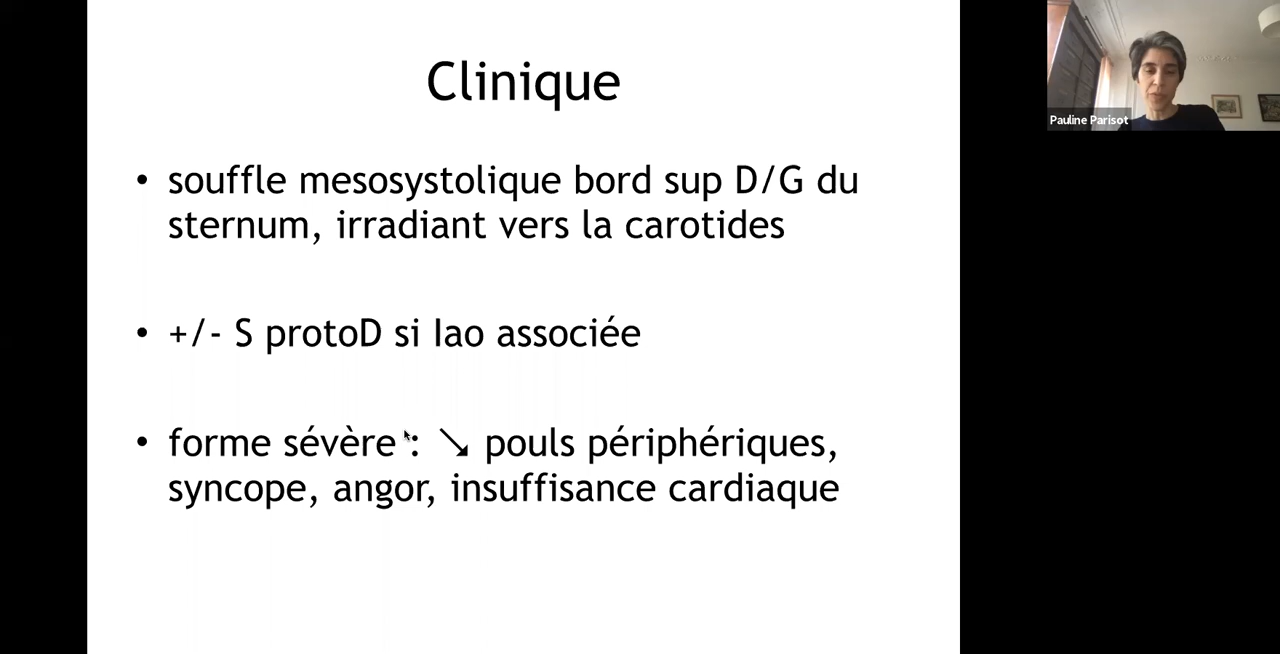 Clinique
• souffle mesosystolique bord sup D/G du
sternum, irradiant vers la carotides
• +/- S protoD si Iao associée
• forme sévère : ↘ pouls périphériques,
syncope, angor, insuffisance cardiaque
Pauline Parisot